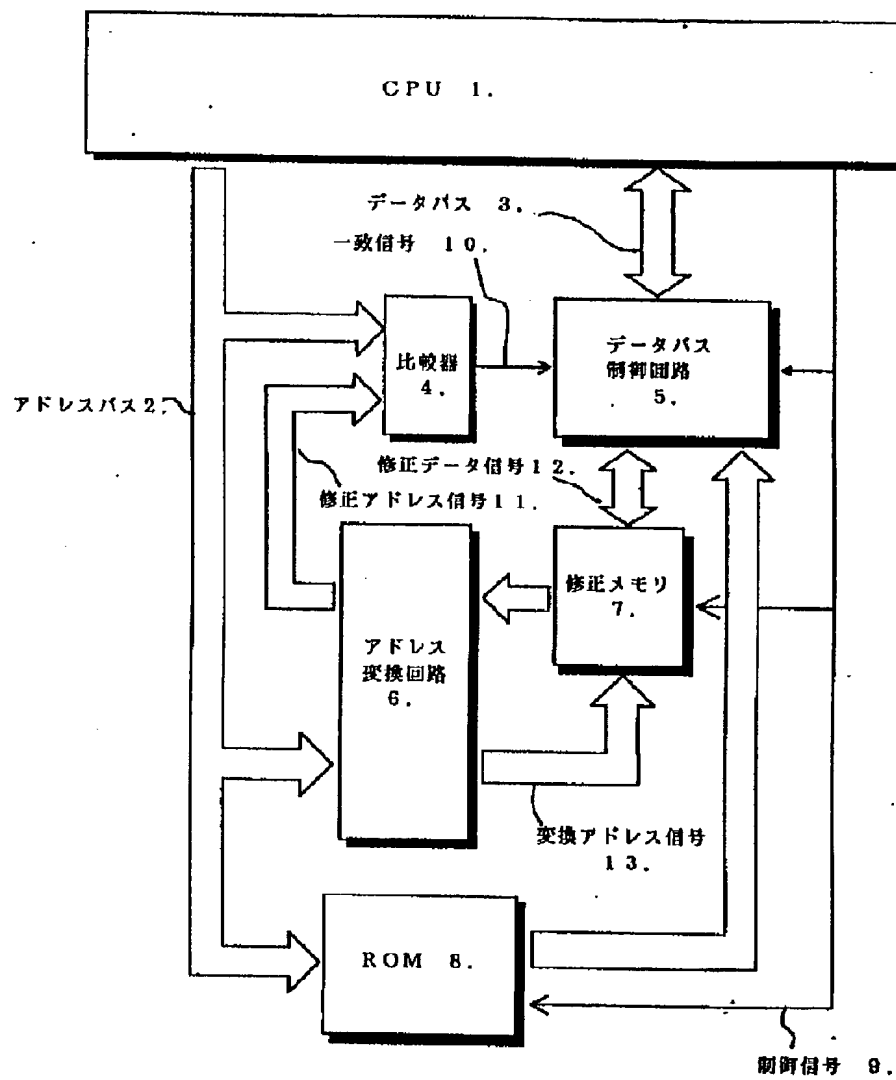 CPU 1.
データバス 3.
一致信号 10.
比較器
4.
データバス
制御回路
5.
アドレスバス2.
修正データ信号12.
修正アドレス信号11.
修正メモリ
7.
アドレス
変換回路
6.
変換アドレス信号
13.
ROM 8.
制御信号 9.